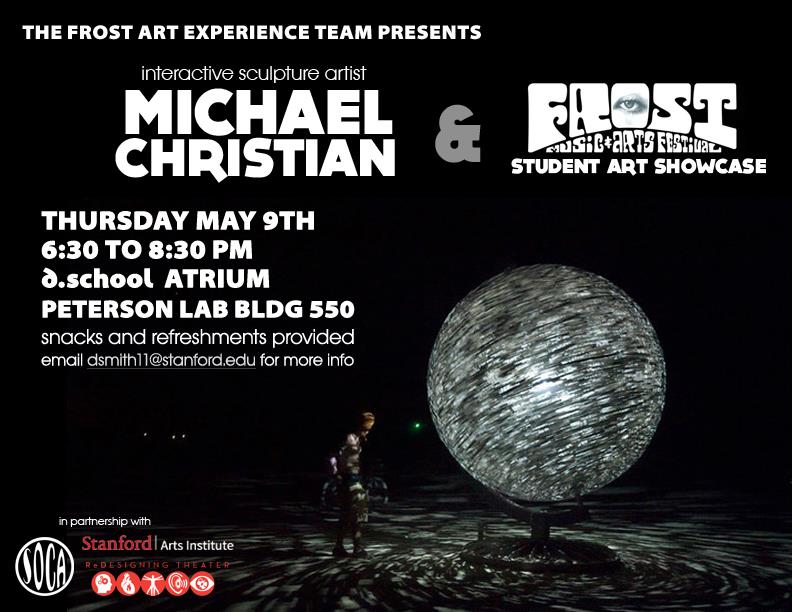 THE FROST ART EXPERIENCE TEAM PRESENTS
interactive sculpture artist
MICHAEL
CHRISTIAN
&
FROST
MUSIC + ARTS FESTIVAL
STUDENT ART SHOWCASE
THURSDAY MAY 9TH
6:30 TO 8:30 PM
d.school ATRIUM
PETERSON LAB BLDG 550
snacks and refreshments provided
email dsmith11@stanford.edu for more info
in partnership with
SOCA
Stanford | Arts Institute
ReDESIGNING THEATER